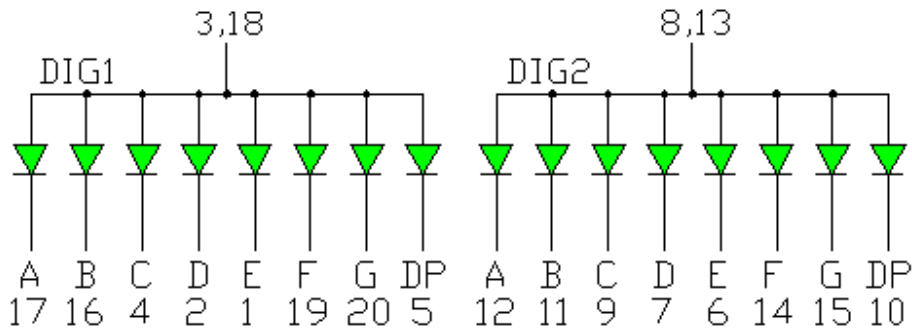 3,18 8,13
DIG1 DIG2
A B C D E F G DP A B C D E F G DP
17 16 4 2 1 19 20 5 12 11 9 7 6 14 15 10